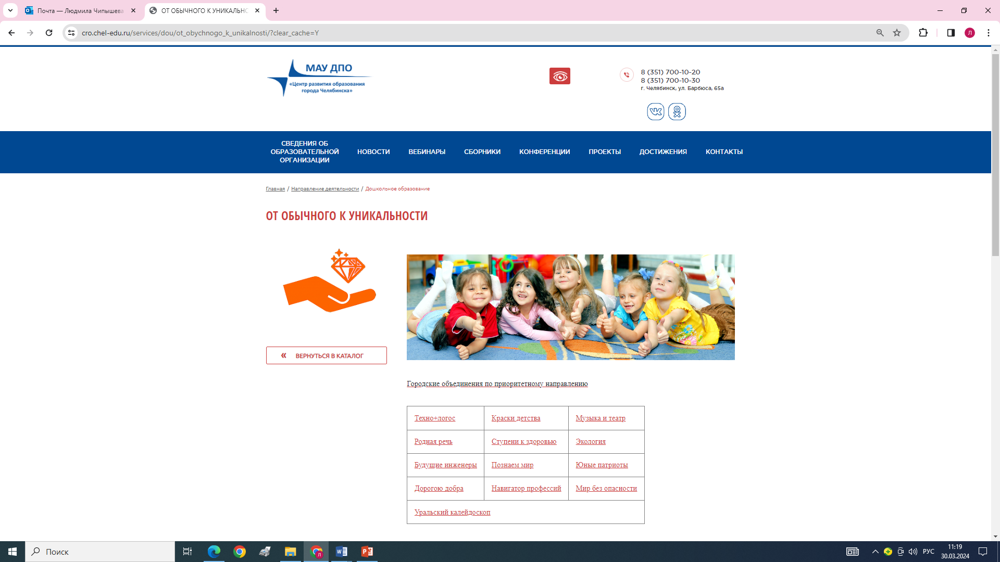 Почта — Людмила Чипышева
ОТ ОБЫЧНОГО К УНИКАЛЬНО
cro.chel-edu.ru/services/dou/ot_obychnogo_k_unikalnosti/?clear_cache=Y
Л
МАУ ДПО
«Центр развития образования
города Челябинска»
8 (351) 700-10-20
8 (351) 700-10-30
г. Челябинск, ул. Барбюса, 65а
СВЕДЕНИЯ ОБ
ОБРАЗОВАТЕЛЬНОЙ
ОРГАНИЗАЦИИ
НОВОСТИ
ВЕБИНАРЫ
СБОРНИКИ
КОНФЕРЕНЦИИ
ПРОЕКТЫ
ДОСТИЖЕНИЯ
КОНТАКТЫ
Главная / Направление деятельности / Дошкольное образование
ОТ ОБЫЧНОГО К УНИКАЛЬНОСТИ
« ВЕРНУТЬСЯ В КАТАЛОГ
Городские объединения по приоритетному направлению
Техно+логос Краски детства Музыка и театр
Родная речь Ступени к здоровью Экология
Будущие инженеры Познаем мир Юные патриоты
Дорогою добра Навигатор профессий Мир без опасности
Уральский калейдоскоп
Поиск
РУС
11:19
30.03.2024